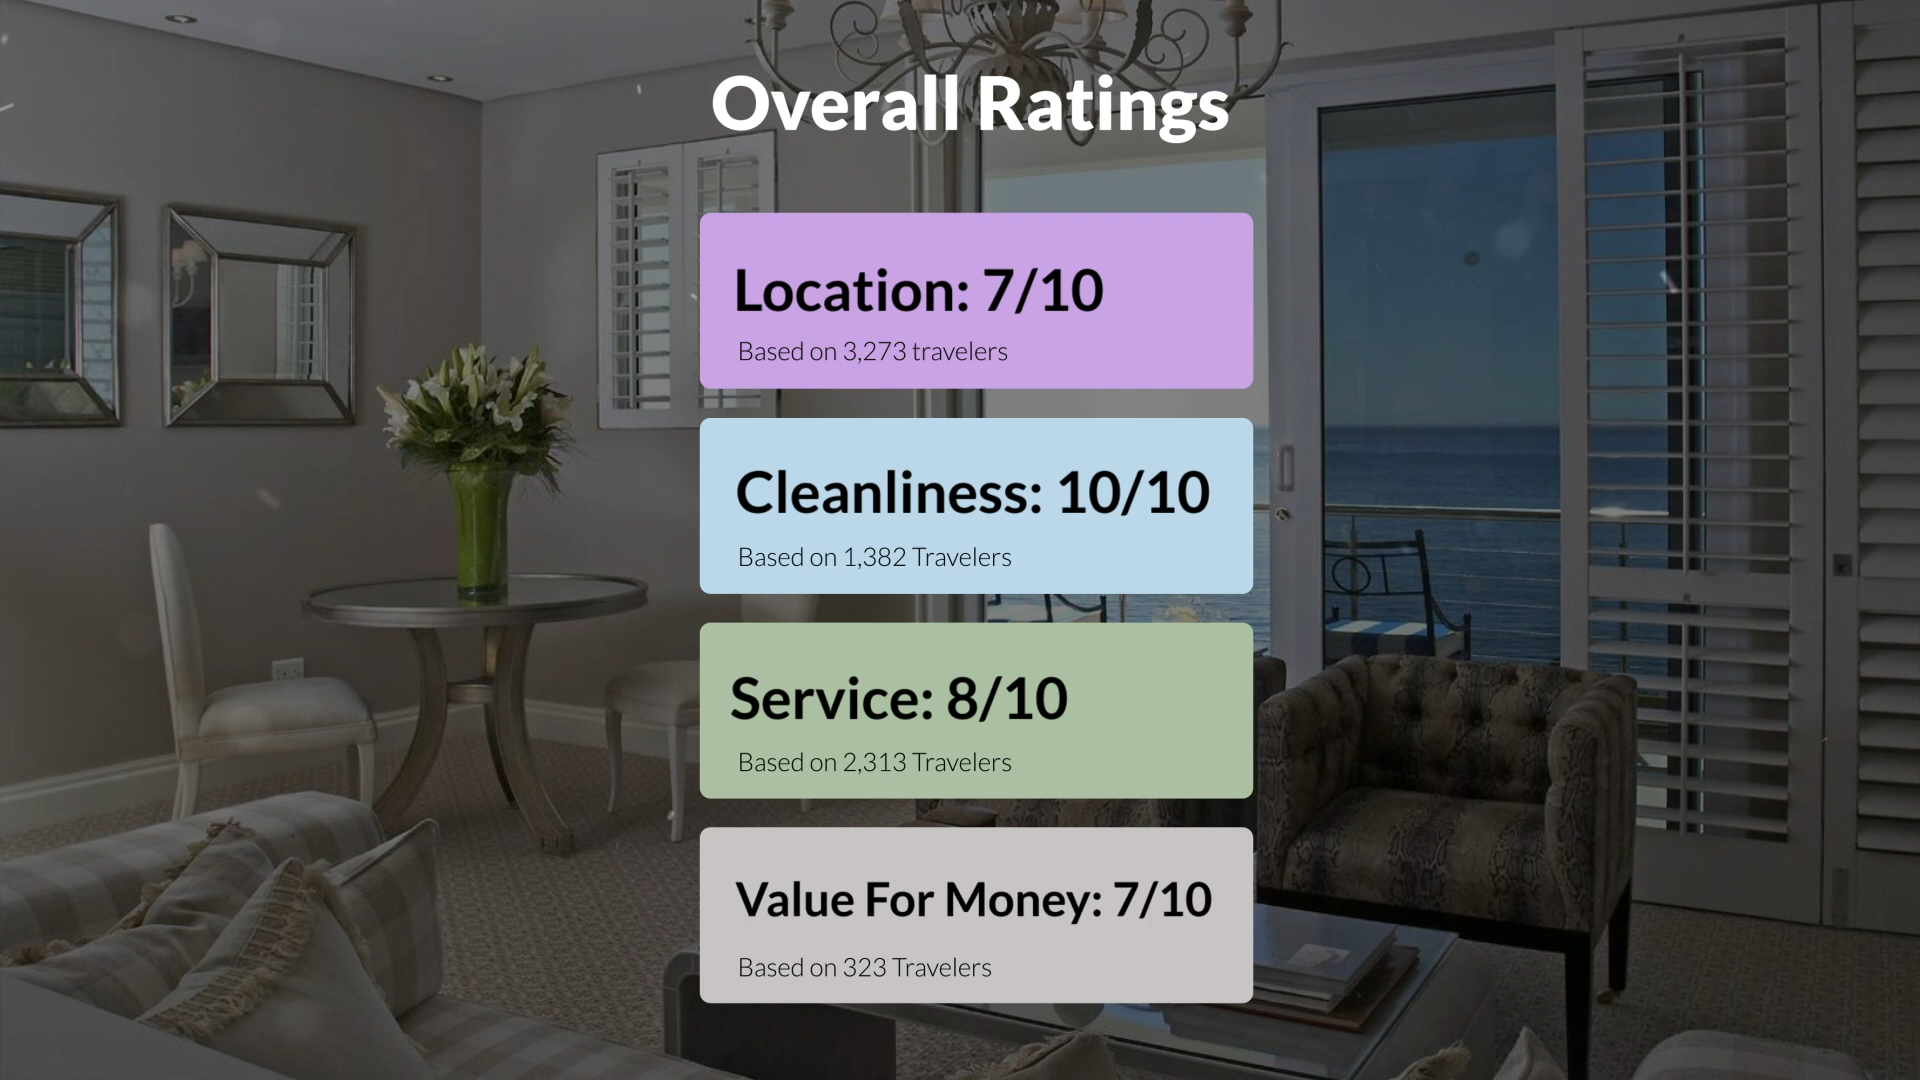 Overall Ratings
Location: 7/10
Based on 3,273 travelers
Cleanliness: 10/10
Based on 1,382 Travelers
Service: 8/10
Based on 2,313 Travelers
Value For Money: 7/10
Based on 323 Travelers